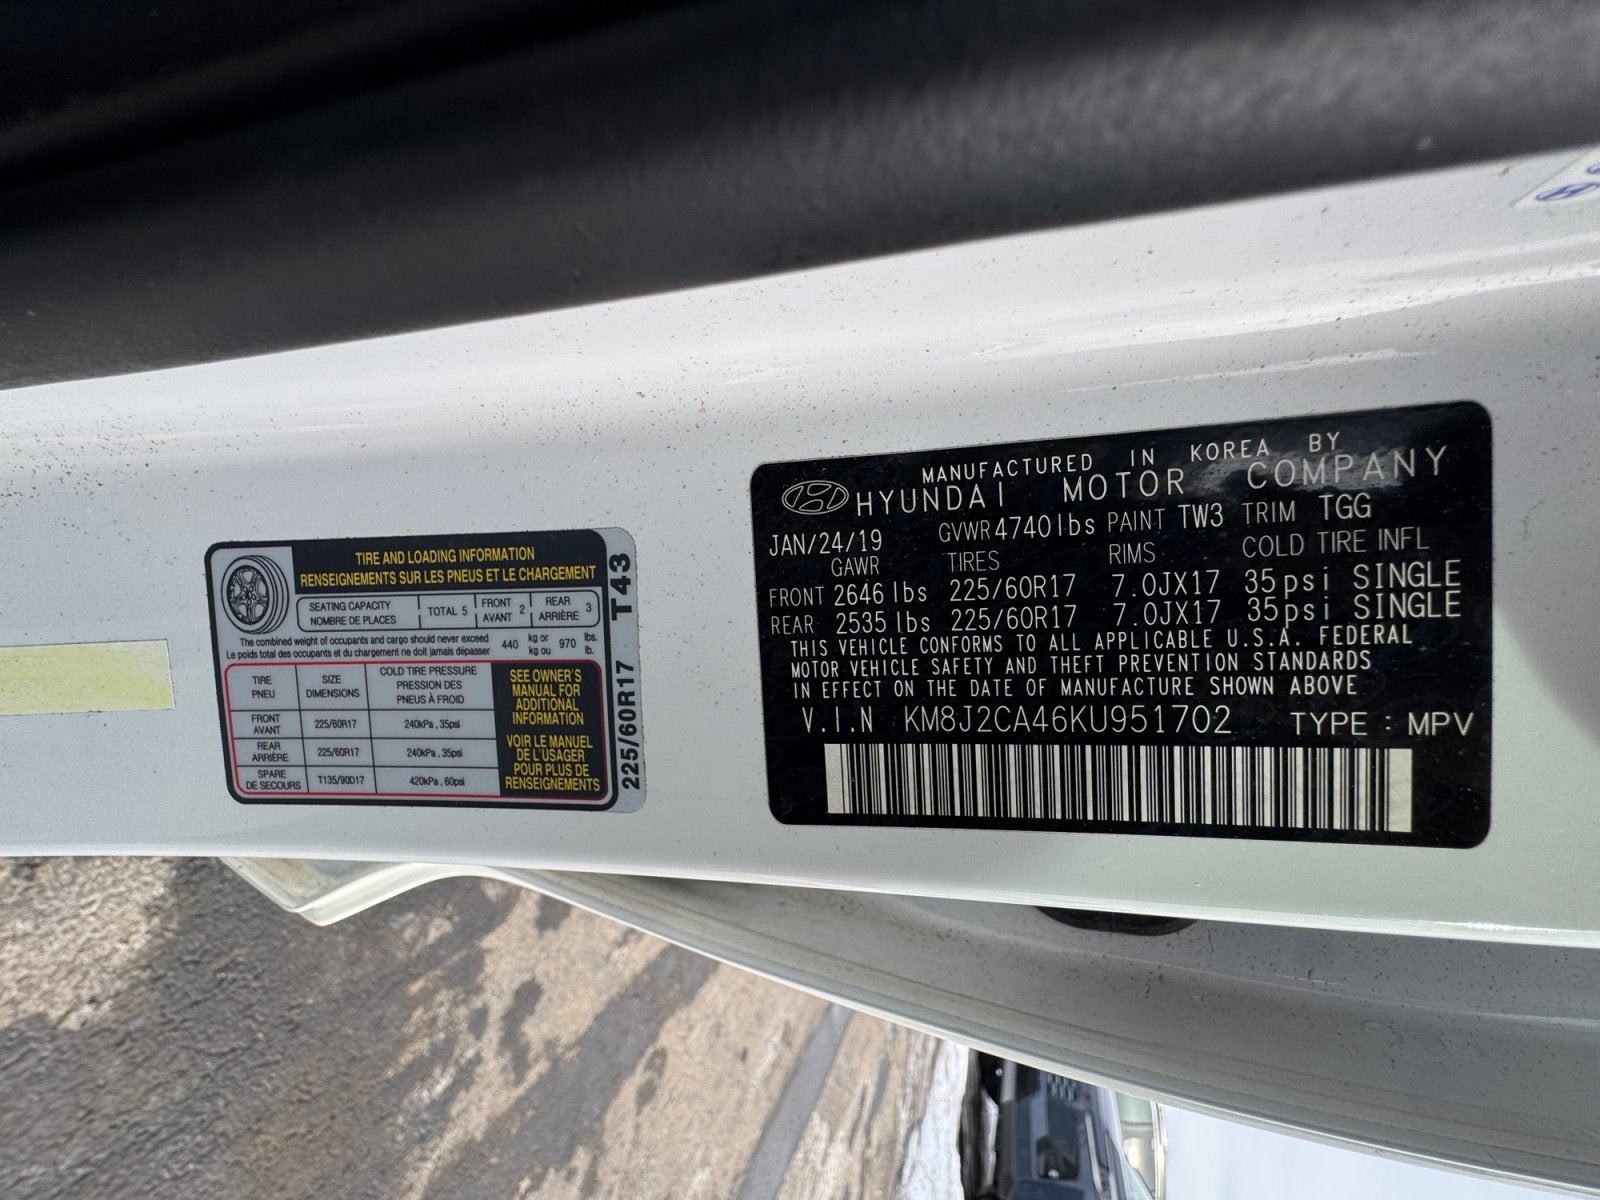 TIRE AND LOADING INFORMATION
RENSEIGNEMENTS SUR LES PNEUS ET LE CHARGEMENT
SEATING CAPACITY
NOMBRE DE PLACES
TOTAL 5
FRONT
AVANT
2
REAR
ARRIÈRE
3
The combined weight of occupants and cargo should never exceed
Le poids total des occupants et du chargement ne doit jamais dépasser
440
kg or
kg ou
970
lbs.
lb.
TIRE
PNEU
SIZE
DIMENSIONS
COLD TIRE PRESSURE
PRESSION DES
PNEUS À FROID
FRONT
AVANT
225/60R17
240kPa , 35psi
REAR
ARRIÈRE
225/60R17
240kPa , 35psi
SPARE
DE SECOURS
T135/90D17
420kPa , 60psi
SEE OWNER'S
MANUAL FOR
ADDITIONAL
INFORMATION
VOIR LE MANUEL
DE L'USAGER
POUR PLUS DE
RENSEIGNEMENTS
225/60R17 T43
MANUFACTURED IN KOREA BY
HYUNDAI MOTOR COMPANY
JAN/24/19 GVWR 4740lbs PAINT TW3 TRIM TGG
GAWR TIRES RIMS COLD TIRE INFL
FRONT 2646 lbs 225/60R17 7.0JX17 35psi SINGLE
REAR 2535 lbs 225/60R17 7.0JX17 35psi SINGLE
THIS VEHICLE CONFORMS TO ALL APPLICABLE U.S.A. FEDERAL
MOTOR VEHICLE SAFETY AND THEFT PREVENTION STANDARDS
IN EFFECT ON THE DATE OF MANUFACTURE SHOWN ABOVE
V.I.N KM8J2CA46KU951702 TYPE : MPV